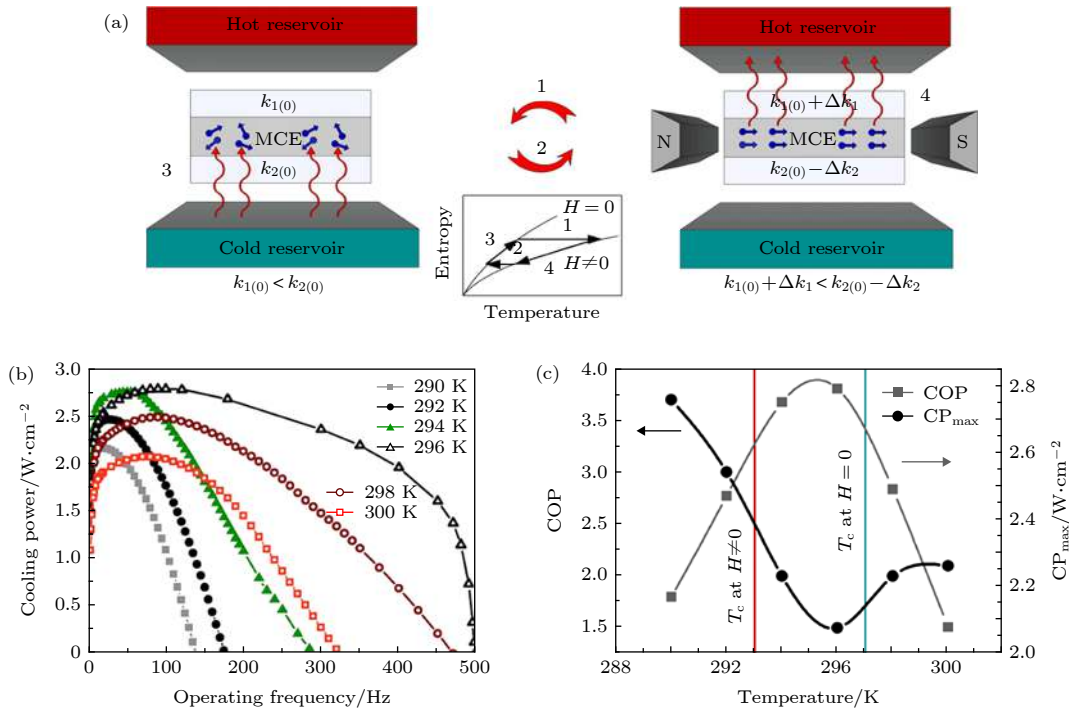 (a)
Hot reservoir
k1(0)
MCE
k2(0)
3
Cold reservoir
k1(0) < k2(0)
1
2
Entropy
H = 0
1
3
2
4
H≠0
Temperature
Hot reservoir
k1(0) + Δk1
4
N
MCE
S
k2(0) − Δk2
Cold reservoir
k1(0) + Δk1 < k2(0) − Δk2
(b)
Cooling power/W·cm−2
3.0
2.5
2.0
1.5
1.0
0.5
0
290 K
292 K
294 K
296 K
298 K
300 K
0 100 200 300 400 500
Operating frequency/Hz
(c)
COP
4.0
3.5
3.0
2.5
2.0
1.5
COP
CPmax
Tc at H≠0
Tc at H = 0
2.8
2.6
2.4
2.2
2.0
CPmax/W·cm−2
288 292 296 300
Temperature/K